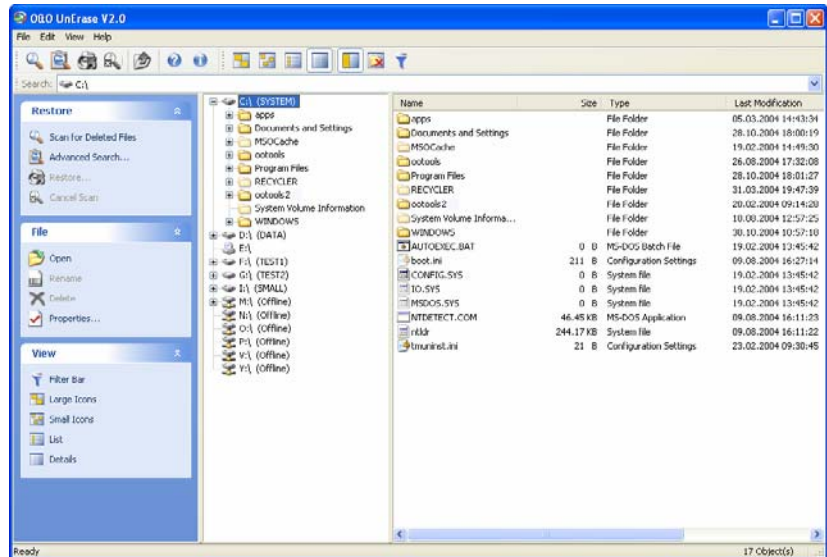 O&O UnErase V2.0
File Edit View Help
Search: C:\
Restore
Scan for Deleted Files
Advanced Search...
Restore...
Cancel Scan
File
Open
Rename
Delete
Properties...
View
Filter Bar
Large Icons
Small Icons
List
Details
C:\ (SYSTEM)
apps
Documents and Settings
MSOCache
ootools
Program Files
RECYCLER
ootools2
System Volume Information
WINDOWS
D:\ (DATA)
E:\
F:\ (TEST1)
G:\ (TEST2)
I:\ (SMALL)
M:\ (Offline)
N:\ (Offline)
O:\ (Offline)
P:\ (Offline)
V:\ (Offline)
Y:\ (Offline)
Name Size Type Last Modification
apps File Folder 05.03.2004 14:43:34
Documents and Settings File Folder 28.10.2004 18:00:19
MSOCache File Folder 19.02.2004 14:49:30
ootools File Folder 26.08.2004 17:32:08
Program Files File Folder 28.10.2004 18:01:27
RECYCLER File Folder 31.03.2004 19:47:39
ootools2 File Folder 20.02.2004 09:14:20
System Volume Informa... File Folder 10.08.2004 12:57:25
WINDOWS File Folder 30.10.2004 10:57:10
AUTOEXEC.BAT 0 B MS-DOS Batch File 19.02.2004 13:45:42
boot.ini 211 B Configuration Settings 09.08.2004 16:27:14
CONFIG.SYS 0 B System file 19.02.2004 13:45:42
IO.SYS 0 B System file 19.02.2004 13:45:42
MSDOS.SYS 0 B System file 19.02.2004 13:45:42
NTDETECT.COM 46.45 KB MS-DOS Application 09.08.2004 16:11:23
ntldr 244.17 KB System file 09.08.2004 16:11:22
tmuninst.ini 21 B Configuration Settings 23.02.2004 09:30:45
Ready 17 Object(s)